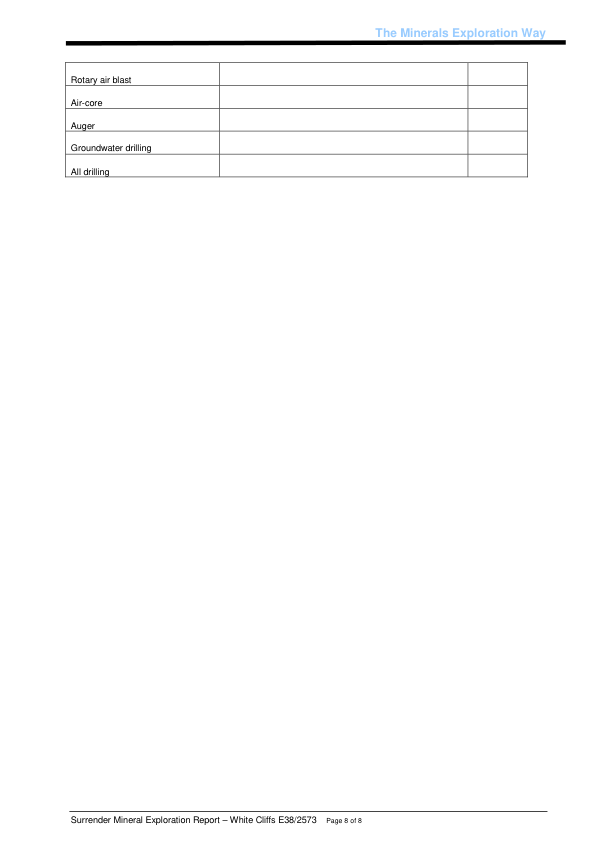 The Minerals Exploration Way
Rotary air blast
Air-core
Auger
Groundwater drilling
All drilling
Surrender Mineral Exploration Report – White Cliffs E38/2573 Page 8 of 8